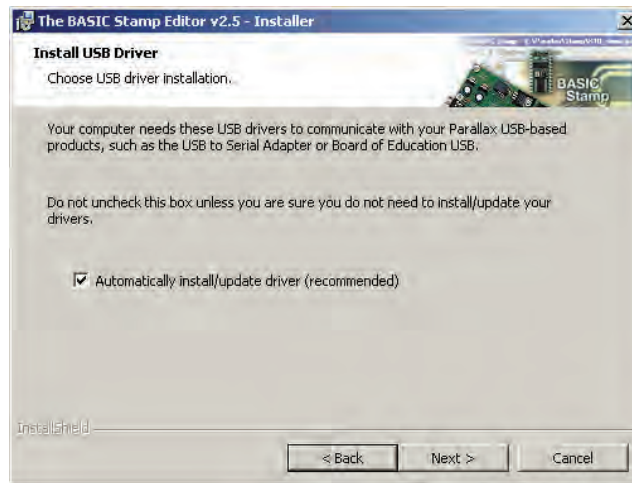 The BASIC Stamp Editor v2.5 - Installer
Install USB Driver
Choose USB driver installation.
BASIC
Stamp
Your computer needs these USB drivers to communicate with your Parallax USB-based
products, such as the USB to Serial Adapter or Board of Education USB.
Do not uncheck this box unless you are sure you do not need to install/update your
drivers.
Automatically install/update driver (recommended)
InstallShield
< Back
Next >
Cancel